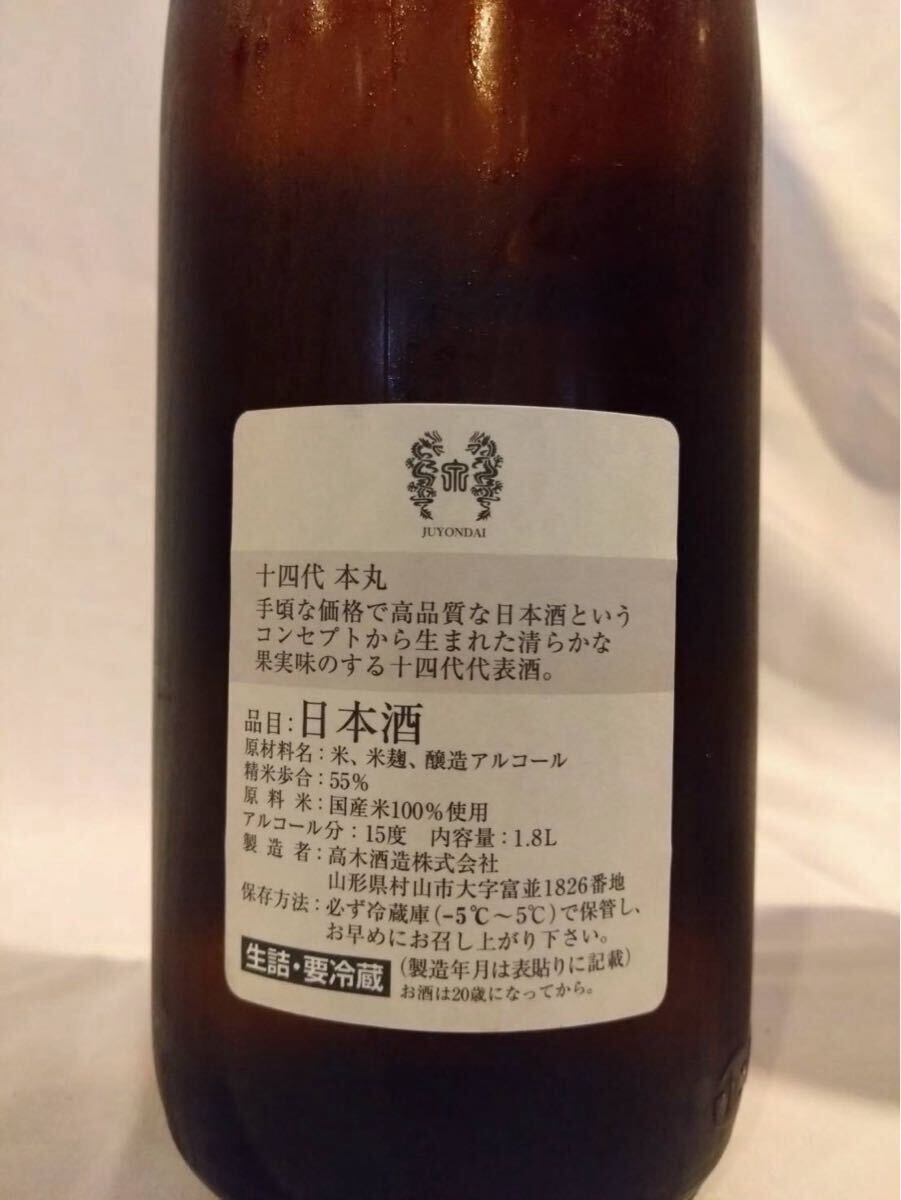 JUYONDAI
十四代 本丸
手頃な価格で高品質な日本酒という
コンセプトから生まれた清らかな
果実味のする十四代代表酒。
品目：日本酒
原材料名：米、米麹、醸造アルコール
精米歩合：55%
原料米：国産米100%使用
アルコール分：15度 内容量：1.8L
製造者：高木酒造株式会社
山形県村山市大字富並1826番地
保存方法：必ず冷蔵庫(-5℃～5℃)で保管し、
お早めにお召し上がり下さい。
生詰・要冷蔵 (製造年月は表貼りに記載)
お酒は20歳になってから。